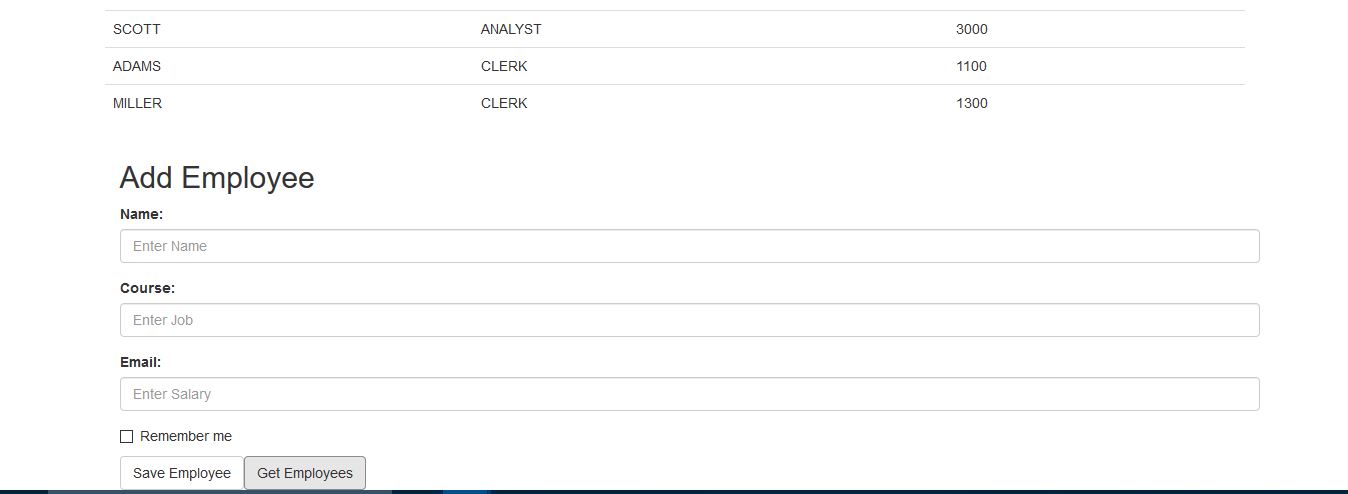 SCOTT ANALYST 3000
ADAMS CLERK 1100
MILLER CLERK 1300
Add Employee
Name:
Enter Name
Course:
Enter Job
Email:
Enter Salary
Remember me
Save Employee Get Employees